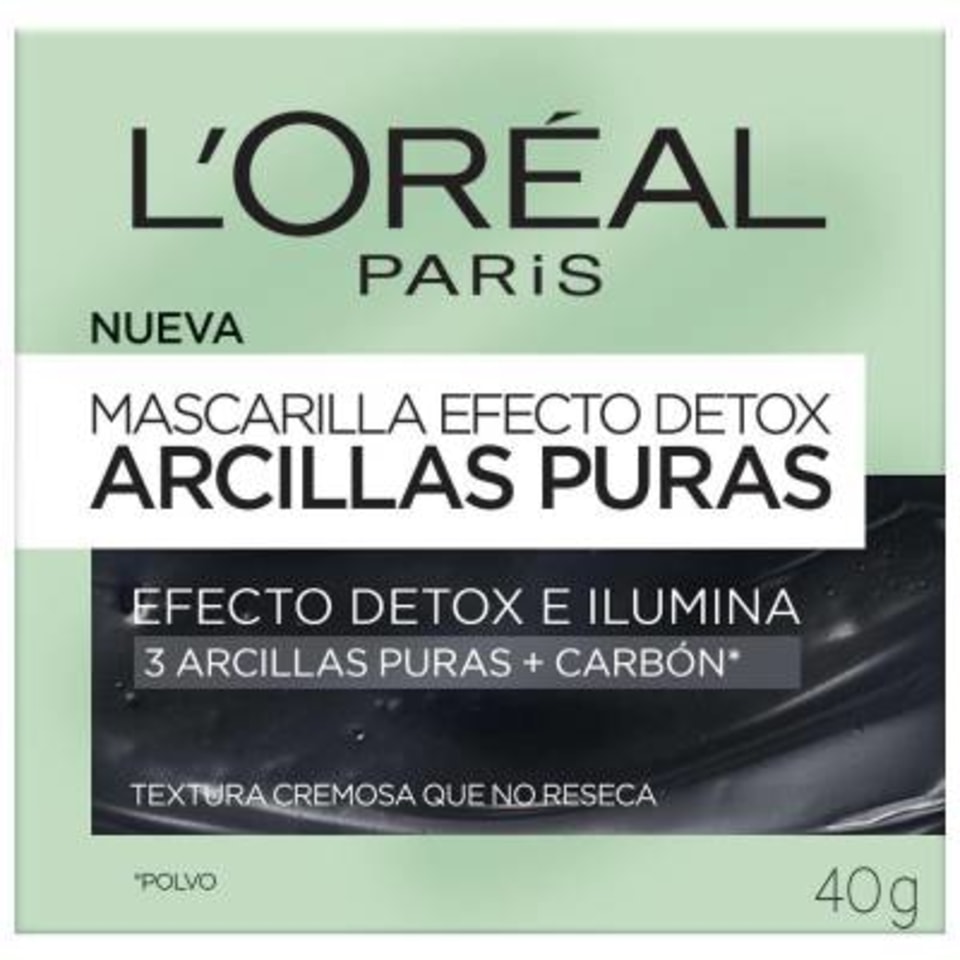 L'ORÉAL
PARiS
NUEVA
MASCARILLA EFECTO DETOX
ARCILLAS PURAS
EFECTO DETOX E ILUMINA
3 ARCILLAS PURAS + CARBÓN*
TEXTURA CREMOSA QUE NO RESECA
*POLVO
40g